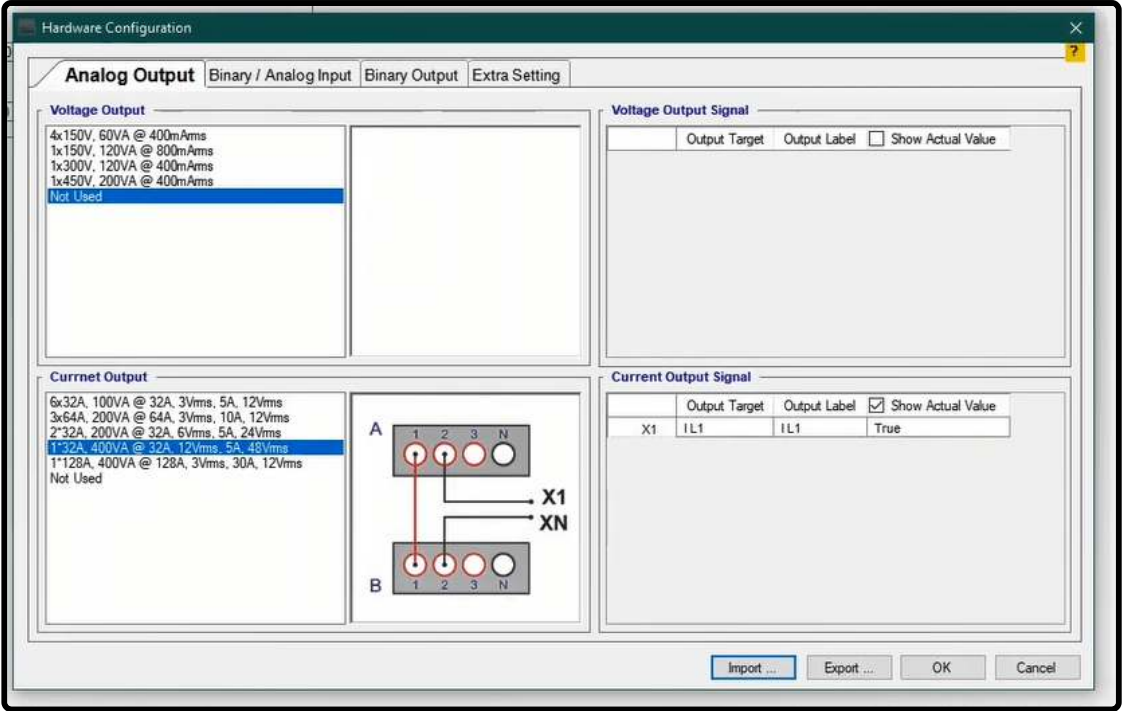 Hardware Configuration
?
Analog Output Binary / Analog Input Binary Output Extra Setting
Voltage Output
4x150V, 60VA @ 400mArms
1x150V, 120VA @ 800mArms
1x300V, 120VA @ 400mArms
1x450V, 200VA @ 400mArms
Not Used
Voltage Output Signal
Output Target Output Label Show Actual Value
Currnet Output
6x32A, 100VA @ 32A, 3Vrms, 5A, 12Vrms
3x64A, 200VA @ 64A, 3Vrms, 10A, 12Vrms
2*32A, 200VA @ 32A, 6Vrms, 5A, 24Vrms
1*32A, 400VA @ 32A, 12Vrms, 5A, 48Vrms
1*128A, 400VA @ 128A, 3Vrms, 30A, 12Vrms
Not Used
A
1 2 3 N
X1
XN
B
1 2 3 N
Current Output Signal
Output Target Output Label Show Actual Value
X1 I L1 I L1 True
Import ... Export ... OK Cancel